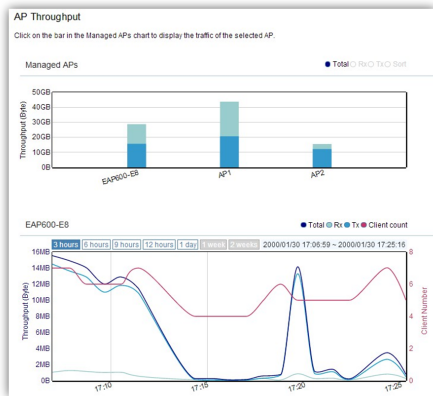 AP Throughput
Click on the bar in the Managed APs chart to display the traffic of the selected AP.
Managed APs
Total Rx Tx Sort
Throughput (Byte)
50GB
40GB
30GB
20GB
10GB
0B
EAP600-E8 AP1 AP2
EAP600-E8
Total Rx Tx Client count
3 hours 6 hours 9 hours 12 hours 1 day 1 week 2 weeks 2000/01/30 17:06:59 ~ 2000/01/30 17:25:16
Throughput (Byte)
16MB 8
14MB
12MB 6
10MB
8MB 4
6MB
4MB 2
2MB
0B 0
Client Number
17:10 17:15 17:20 17:25